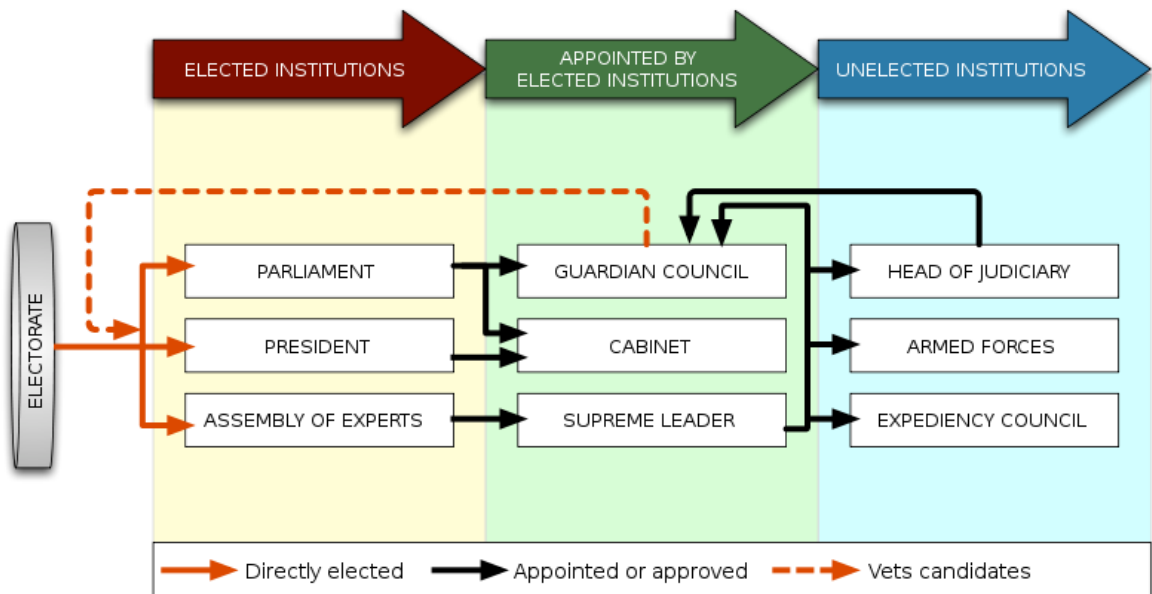 ELECTED INSTITUTIONS
APPOINTED BY
ELECTED INSTITUTIONS
UNELECTED INSTITUTIONS
ELECTORATE
PARLIAMENT
GUARDIAN COUNCIL
HEAD OF JUDICIARY
PRESIDENT
CABINET
ARMED FORCES
ASSEMBLY OF EXPERTS
SUPREME LEADER
EXPEDIENCY COUNCIL
Directly elected
Appointed or approved
Vets candidates